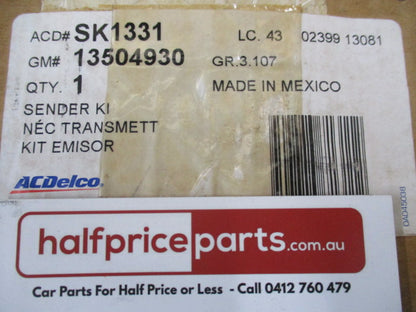 ACD# SK1331 LC. 43 02399 13081
GM# 13504930 GR.3.107
QTY. 1 MADE IN MEXICO
SENDER KI
NÉC TRANSMETT
KIT EMISOR
ACDelco
halfpriceparts.com.au
Car Parts For Half Price or Less - Call 0412 760 479